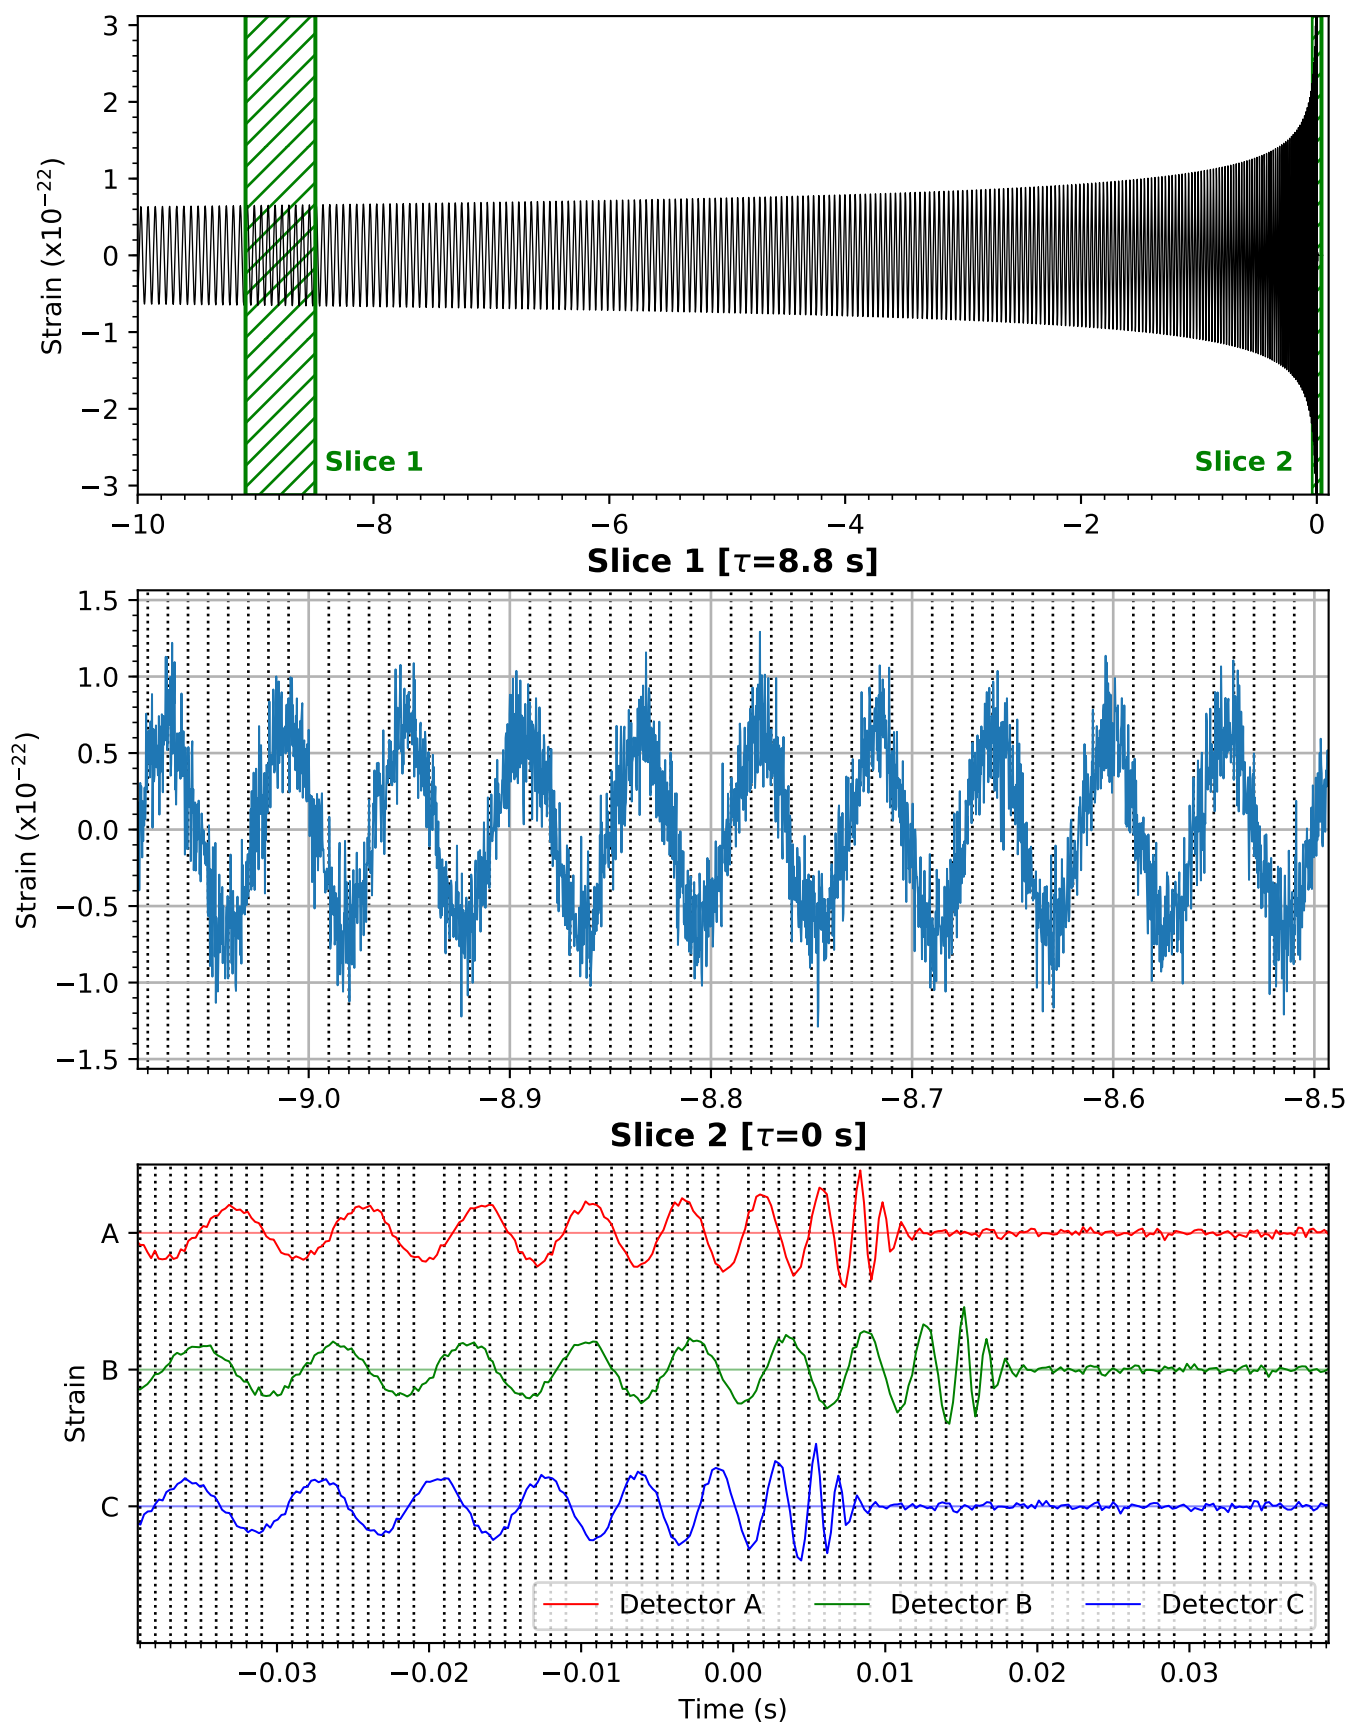 3
2
1
0
−1
−2
−3
Strain (x10⁻²²)
Slice 1
Slice 2
−10 −8 −6 −4 −2 0
Slice 1 [τ=8.8 s]
1.5
1.0
0.5
0.0
−0.5
−1.0
−1.5
Strain (x10⁻²²)
−9.0 −8.9 −8.8 −8.7 −8.6 −8.5
Slice 2 [τ=0 s]
A
B
C
Strain
Detector A Detector B Detector C
−0.03 −0.02 −0.01 0.00 0.01 0.02 0.03
Time (s)